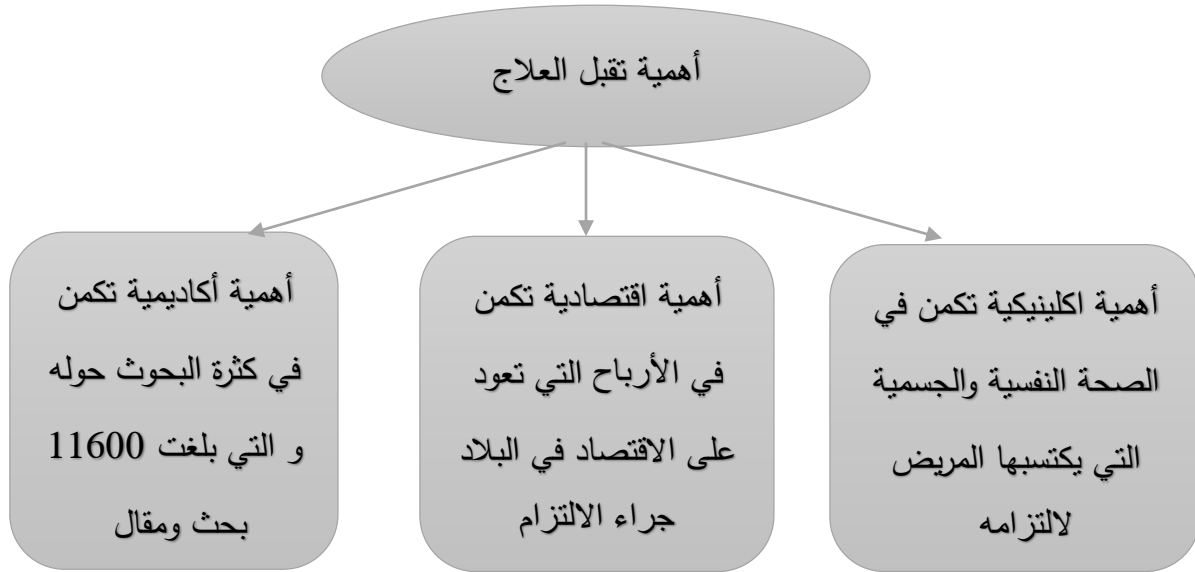 أهمية تقبل العلاج
أهمية اكلينيكية تكمن في
الصحة النفسية والجسمية
التي يكتسبها المريض
لالتزامه
أهمية اقتصادية تكمن
في الأرباح التي تعود
على الاقتصاد في البلاد
جراء الالتزام
أهمية أكاديمية تكمن
في كثرة البحوث حوله
و التي بلغت 11600
بحث ومقال